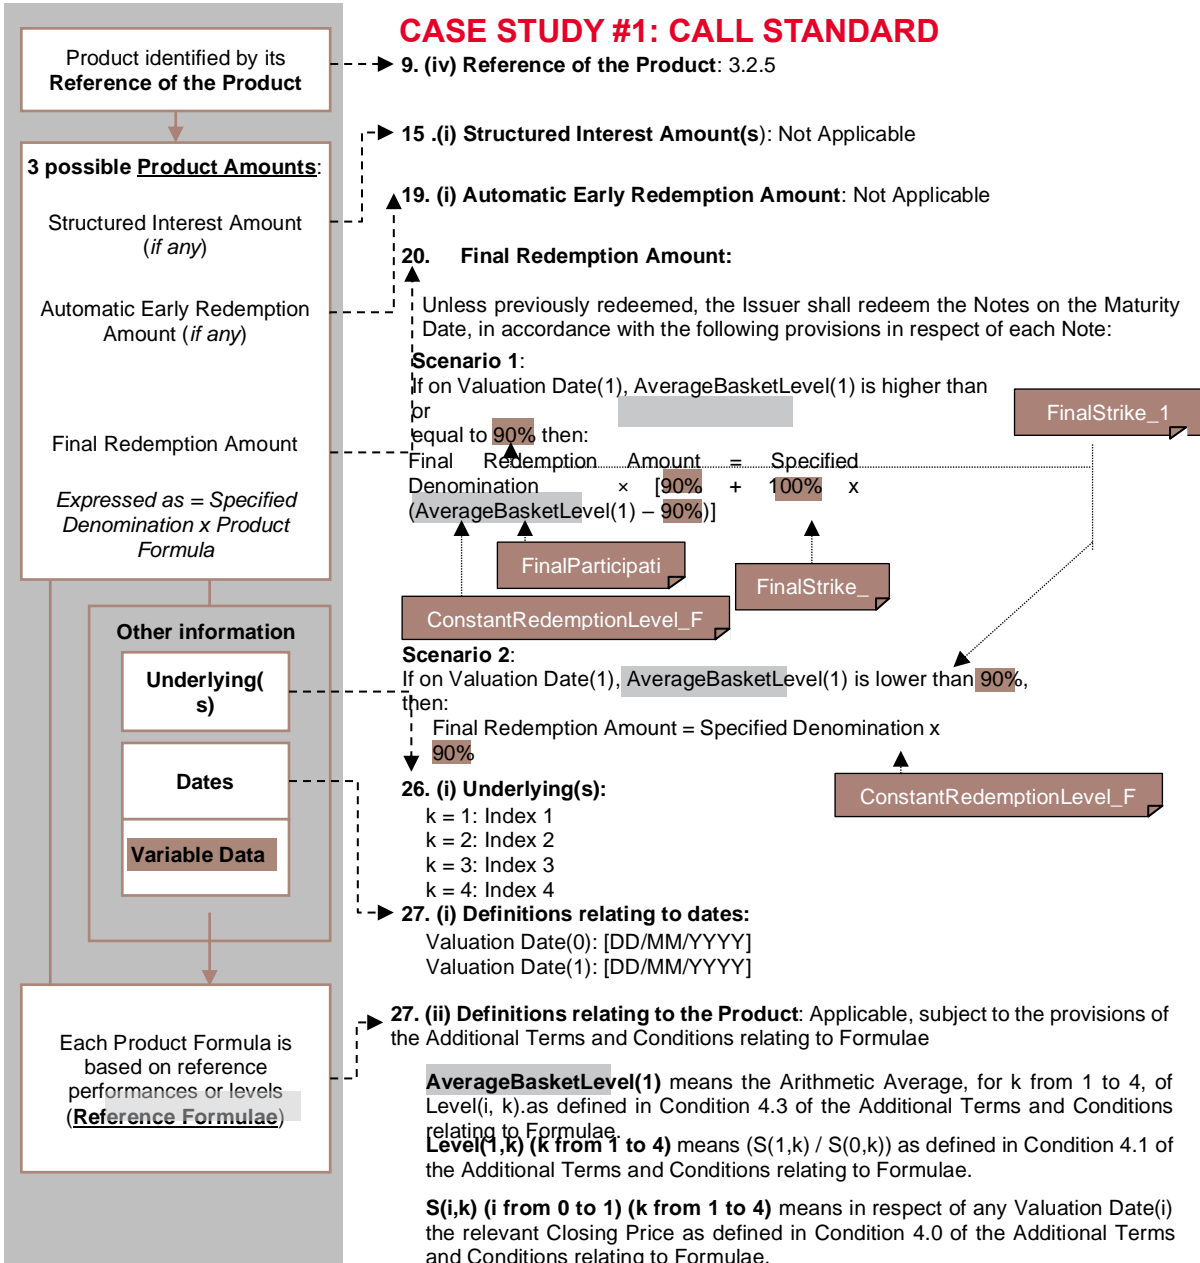 CASE STUDY #1: CALL STANDARD
Product identified by its
Reference of the Product
9. (iv) Reference of the Product: 3.2.5
15 .(i) Structured Interest Amount(s): Not Applicable
3 possible Product Amounts:
19. (i) Automatic Early Redemption Amount: Not Applicable
Structured Interest Amount
(if any)
20. Final Redemption Amount:
Automatic Early Redemption
Amount (if any)
Unless previously redeemed, the Issuer shall redeem the Notes on the Maturity
Date, in accordance with the following provisions in respect of each Note:
Scenario 1:
If on Valuation Date(1), AverageBasketLevel(1) is higher than
or
equal to 90% then:
FinalStrike_1
Final Redemption Amount
Final Redemption Amount = Specified
Denomination × [90% + 100% x
(AverageBasketLevel(1) – 90%)]
Expressed as = Specified
Denomination x Product
Formula
FinalParticipati
FinalStrike_
ConstantRedemptionLevel_F
Other information
Scenario 2:
If on Valuation Date(1), AverageBasketLevel(1) is lower than 90%,
then:
Final Redemption Amount = Specified Denomination x
90%
Underlying(
s)
ConstantRedemptionLevel_F
Dates
26. (i) Underlying(s):
k = 1: Index 1
k = 2: Index 2
k = 3: Index 3
k = 4: Index 4
Variable Data
27. (i) Definitions relating to dates:
Valuation Date(0): [DD/MM/YYYY]
Valuation Date(1): [DD/MM/YYYY]
27. (ii) Definitions relating to the Product: Applicable, subject to the provisions of
the Additional Terms and Conditions relating to Formulae
Each Product Formula is
based on reference
performances or levels
(Reference Formulae)
AverageBasketLevel(1) means the Arithmetic Average, for k from 1 to 4, of
Level(i, k).as defined in Condition 4.3 of the Additional Terms and Conditions
relating to Formulae.
Level(1,k) (k from 1 to 4) means (S(1,k) / S(0,k)) as defined in Condition 4.1 of
the Additional Terms and Conditions relating to Formulae.
S(i,k) (i from 0 to 1) (k from 1 to 4) means in respect of any Valuation Date(i)
the relevant Closing Price as defined in Condition 4.0 of the Additional Terms
and Conditions relating to Formulae.